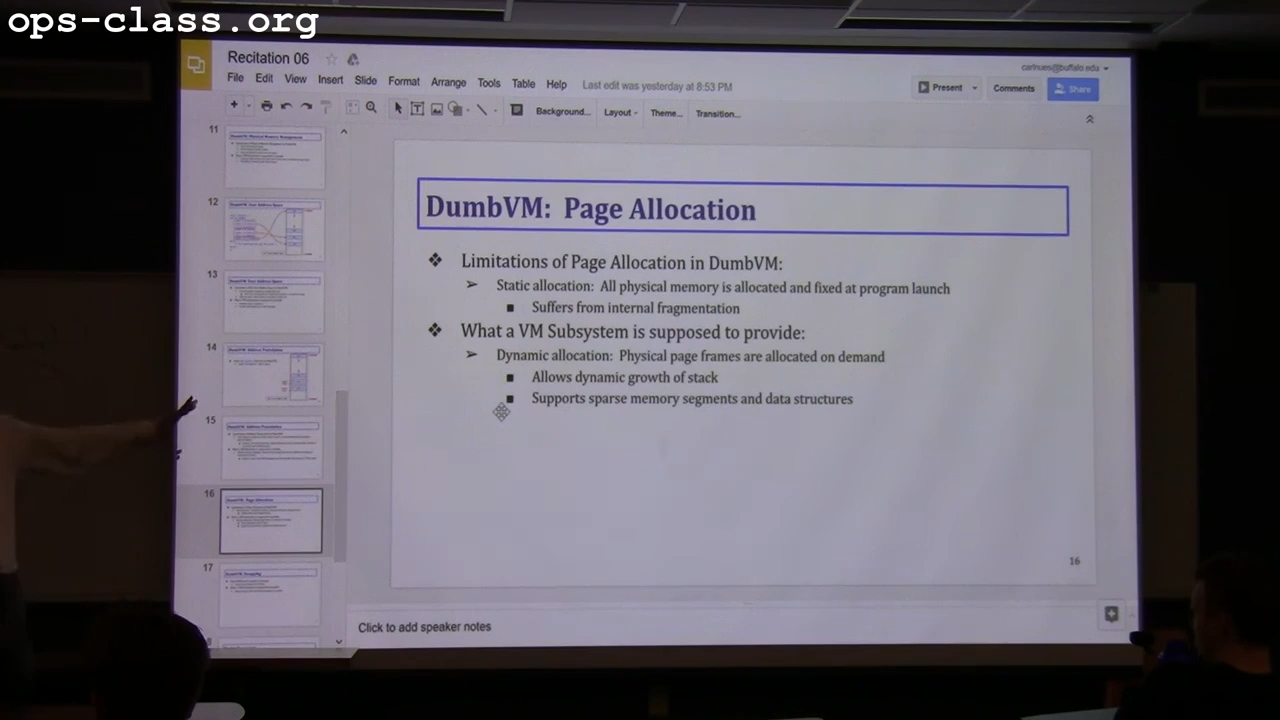 ops-class.org
Recitation 06
carlnues@buffalo.edu
File Edit View Insert Slide Format Arrange Tools Table Help Last edit was yesterday at 8:53 PM
Present Comments Share
Background... Layout Theme... Transition...
11
12
13
14
15
16
17
DumbVM: Page Allocation
Limitations of Page Allocation in DumbVM:
Static allocation: All physical memory is allocated and fixed at program launch
Suffers from internal fragmentation
What a VM Subsystem is supposed to provide:
Dynamic allocation: Physical page frames are allocated on demand
Allows dynamic growth of stack
Supports sparse memory segments and data structures
16
Click to add speaker notes